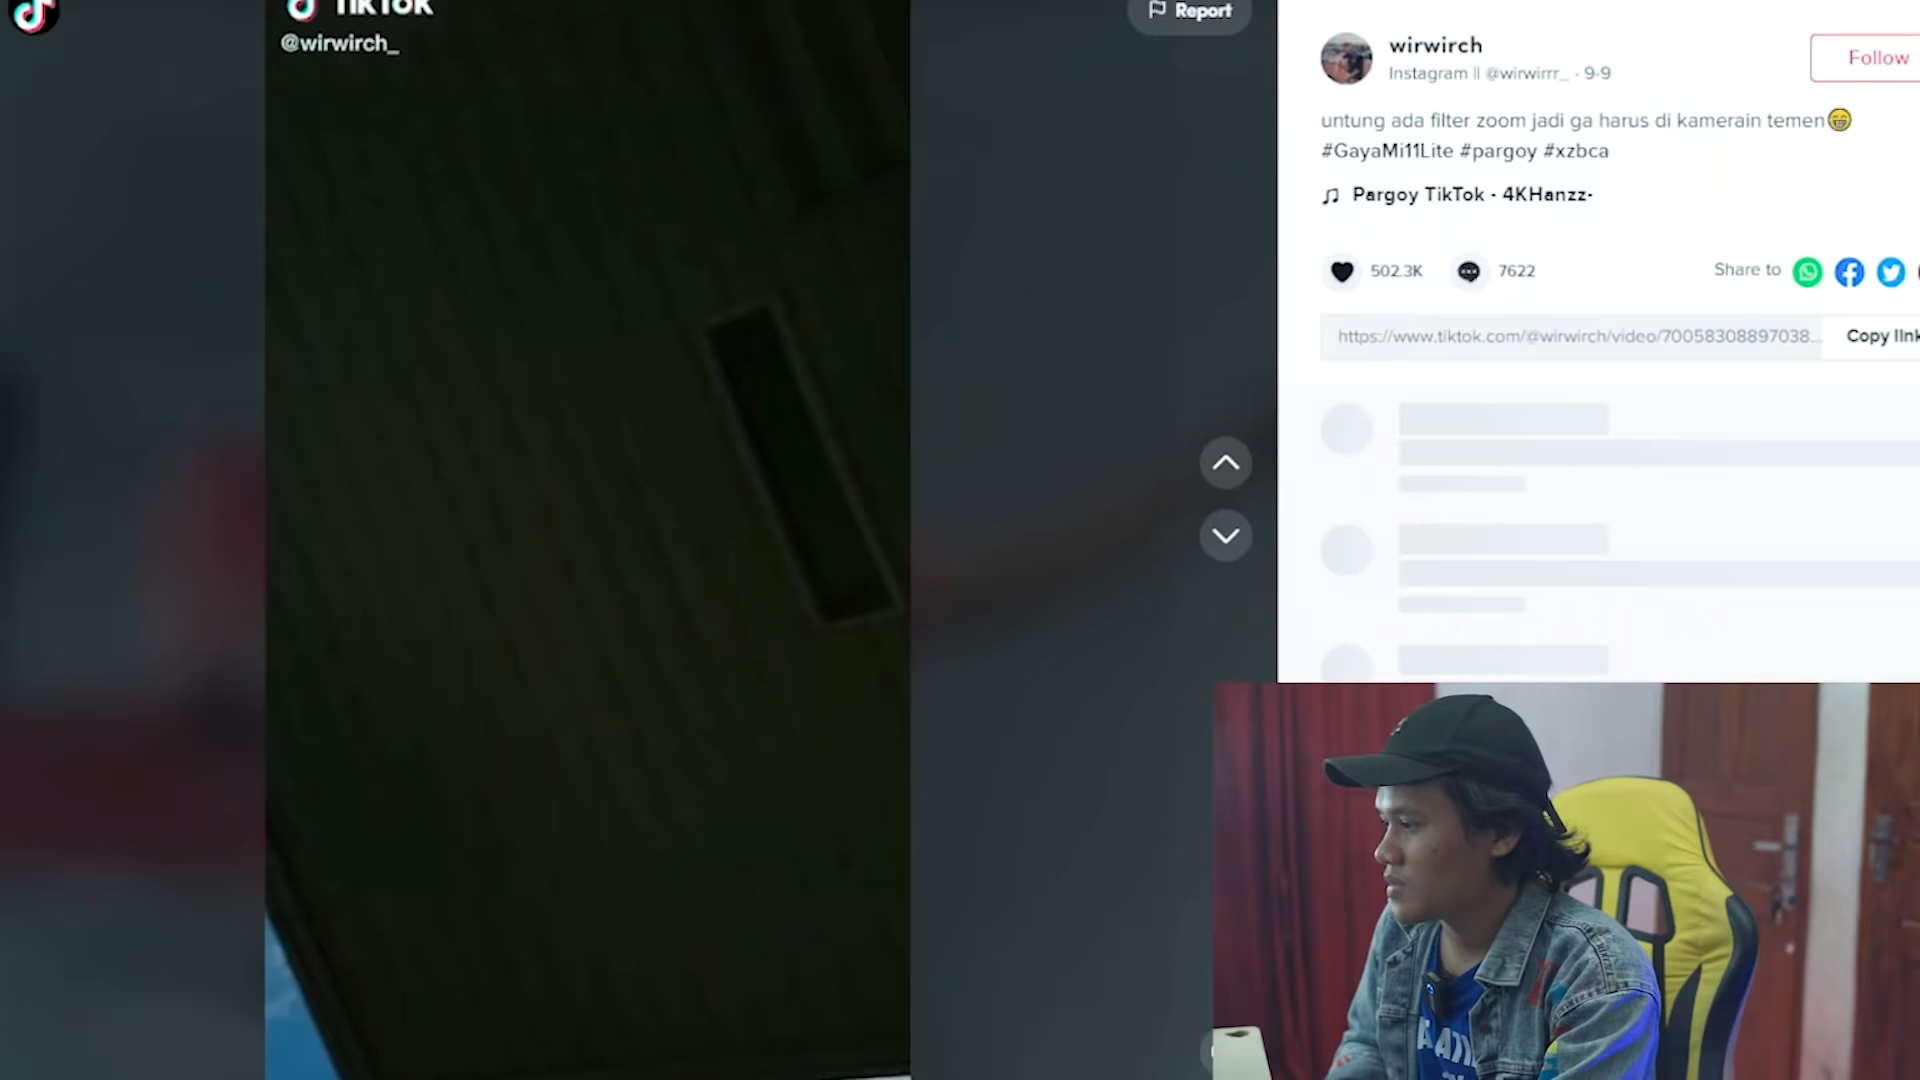 TikTok
@wirwirch_
Report
wirwirch
Instagram || @wirwirrr_ · 9-9
Follow
untung ada filter zoom jadi ga harus di kamerain temen😁
#GayaMi11Lite #pargoy #xzbca
Pargoy TikTok - 4KHanzz-
502.3K
7622
Share to
https://www.tiktok.com/@wirwirch/video/70058308897038...
Copy link